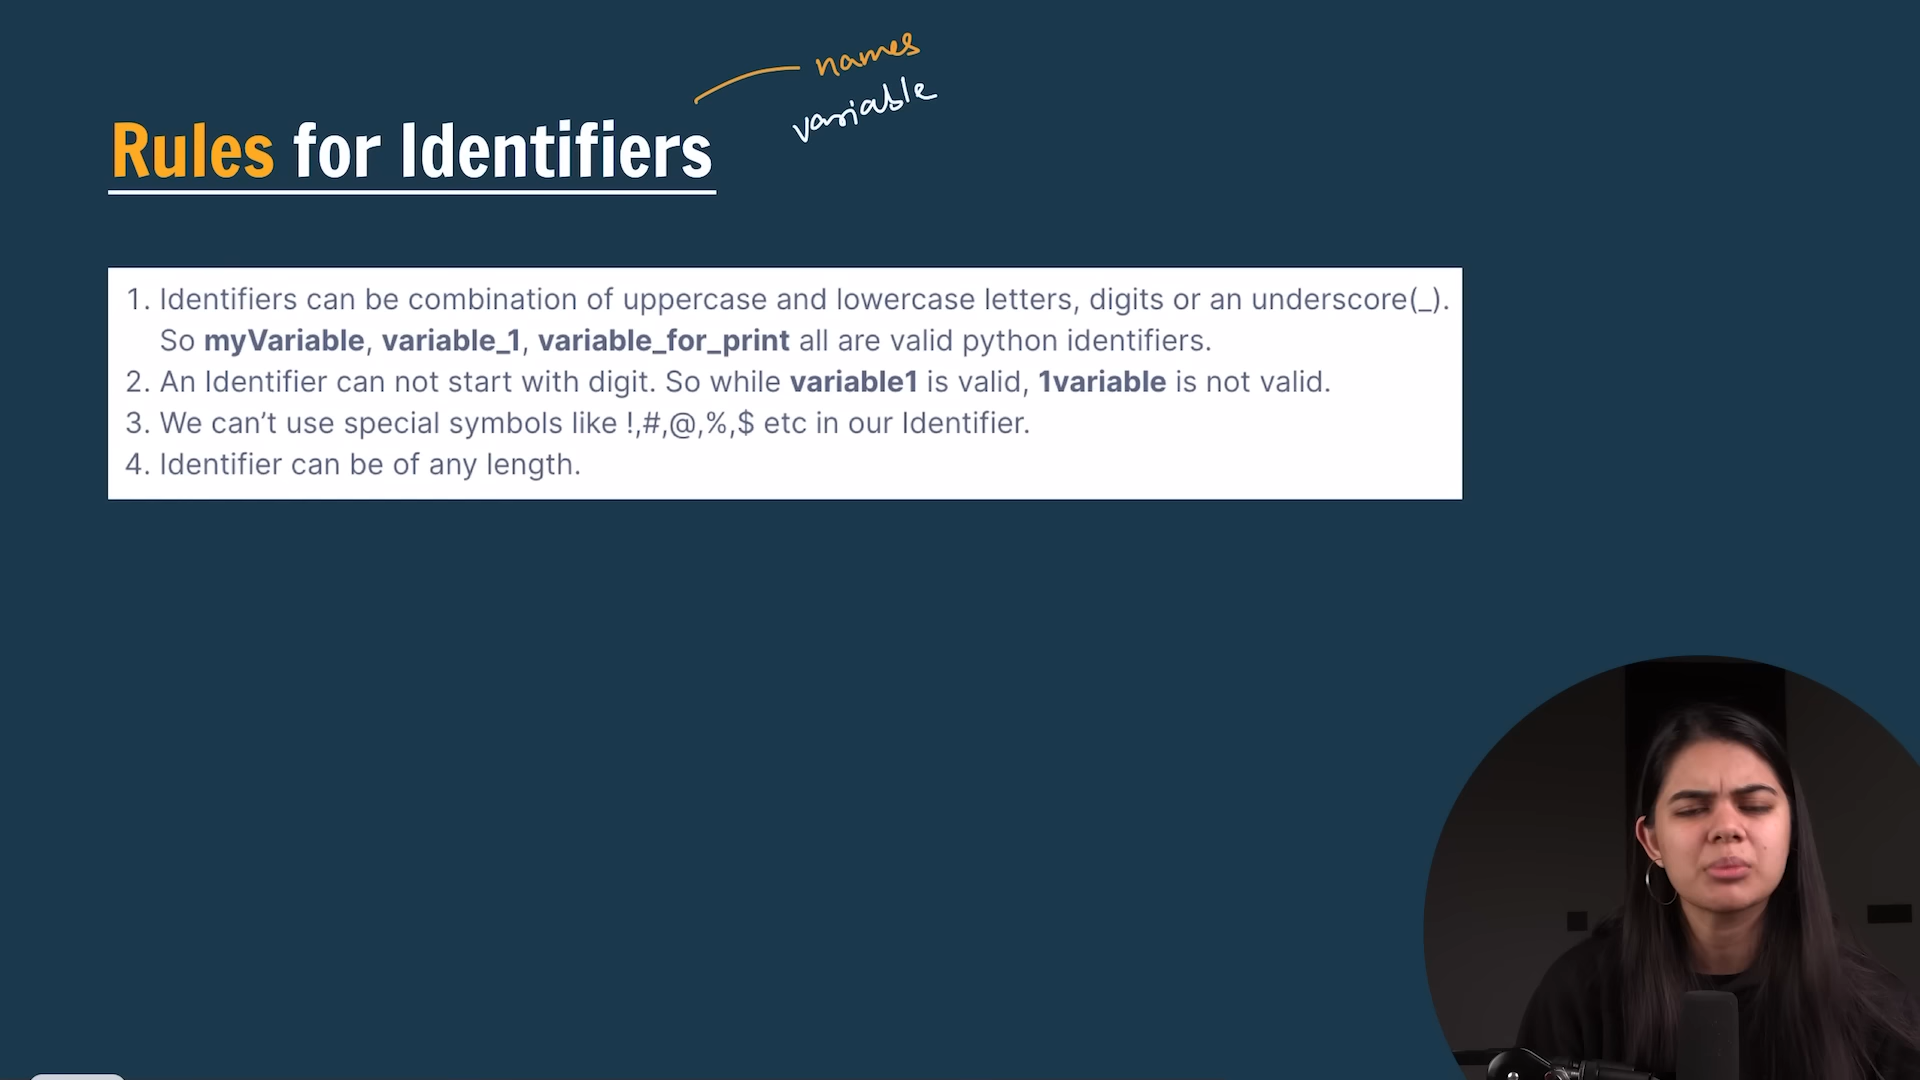 names
variable
Rules for Identifiers
1. Identifiers can be combination of uppercase and lowercase letters, digits or an underscore(_).
So myVariable, variable_1, variable_for_print all are valid python identifiers.
2. An Identifier can not start with digit. So while variable1 is valid, 1variable is not valid.
3. We can’t use special symbols like !,#,@,%,$ etc in our Identifier.
4. Identifier can be of any length.